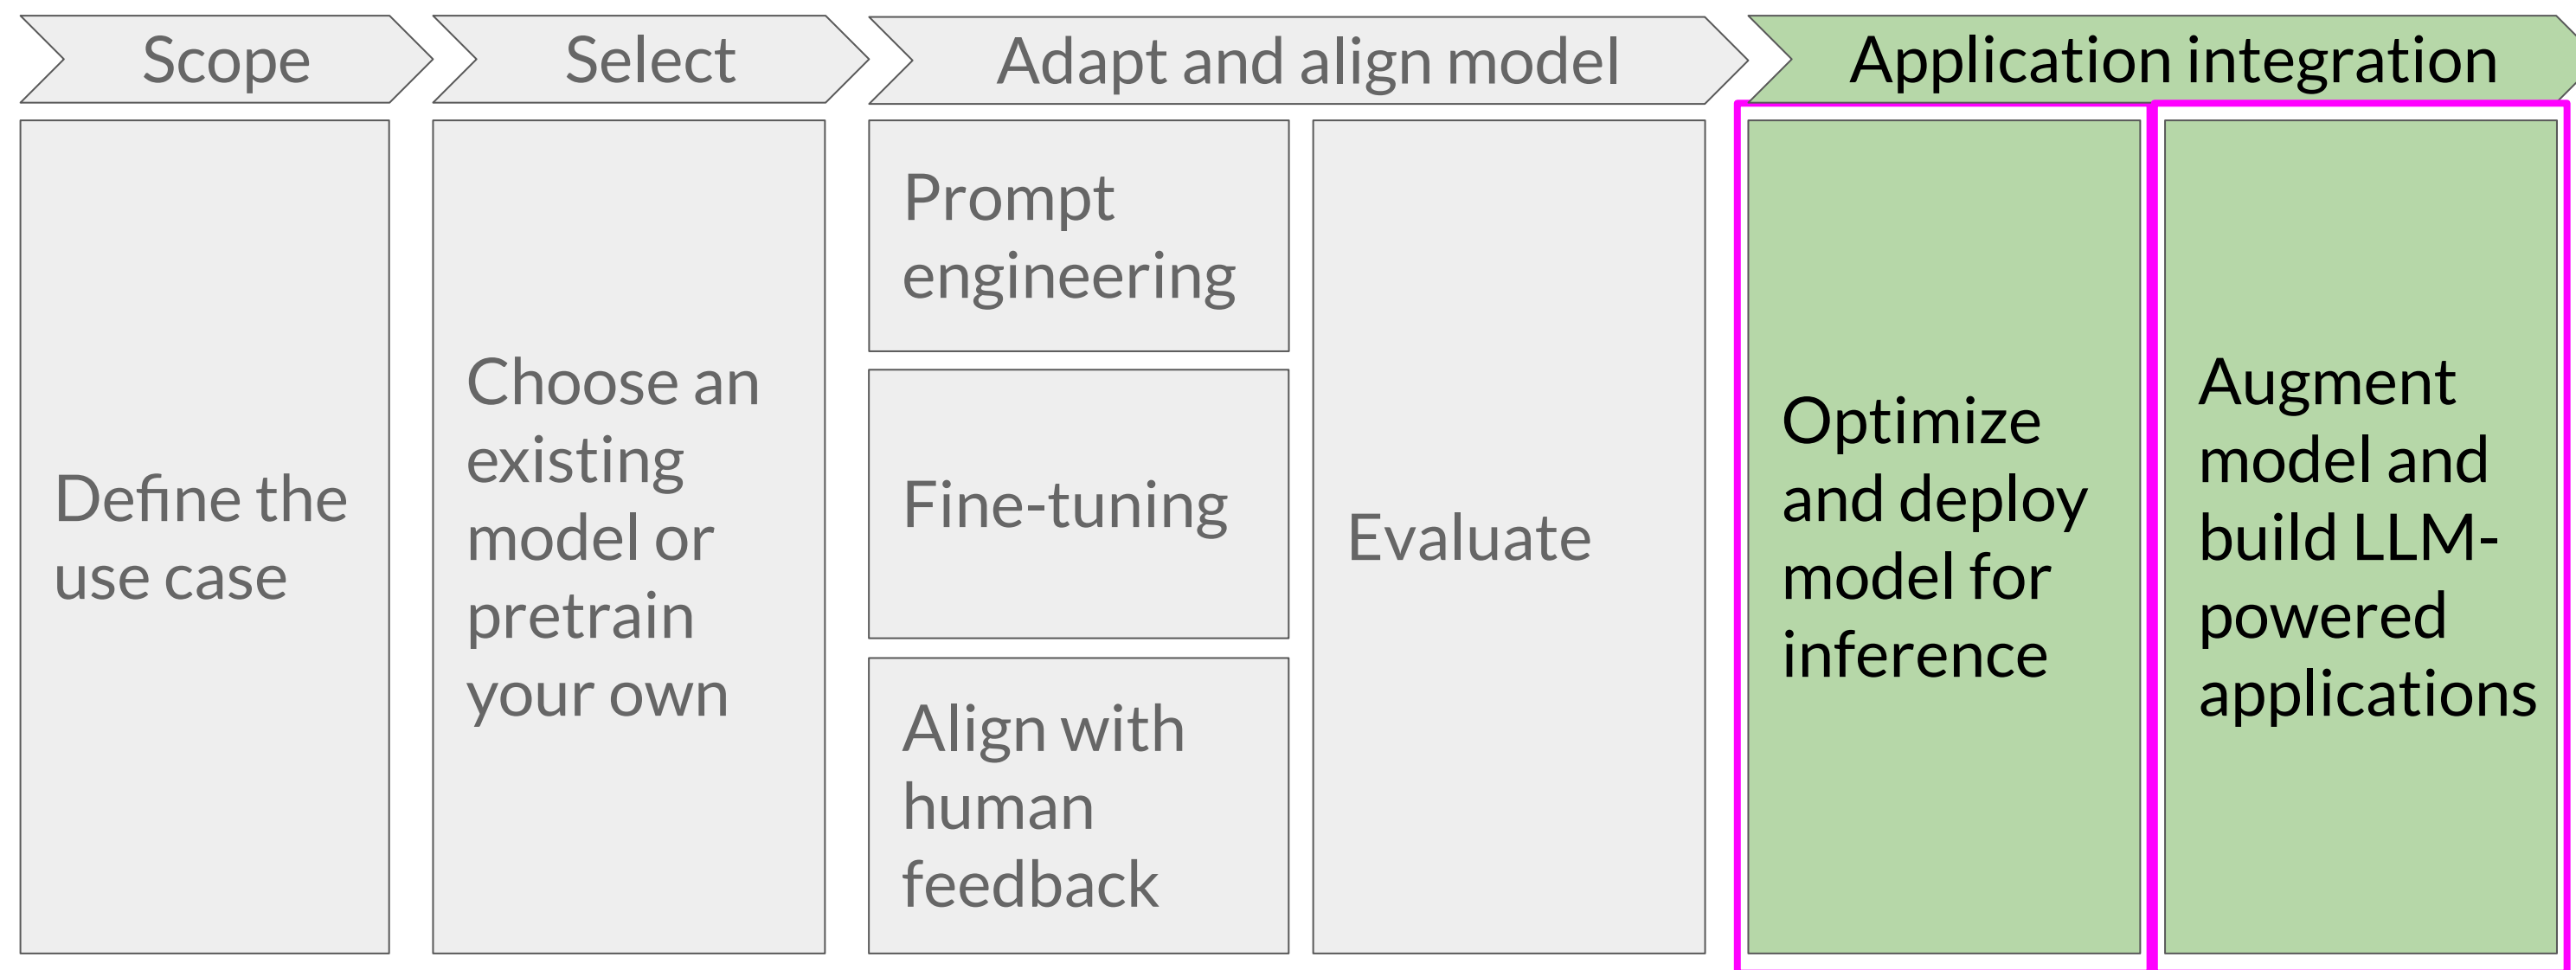 Scope
Select
Adapt and align model
Application integration
Define the
use case
Choose an
existing
model or
pretrain
your own
Prompt
engineering
Fine-tuning
Align with
human
feedback
Evaluate
Optimize
and deploy
model for
inference
Augment
model and
build LLM-
powered
applications